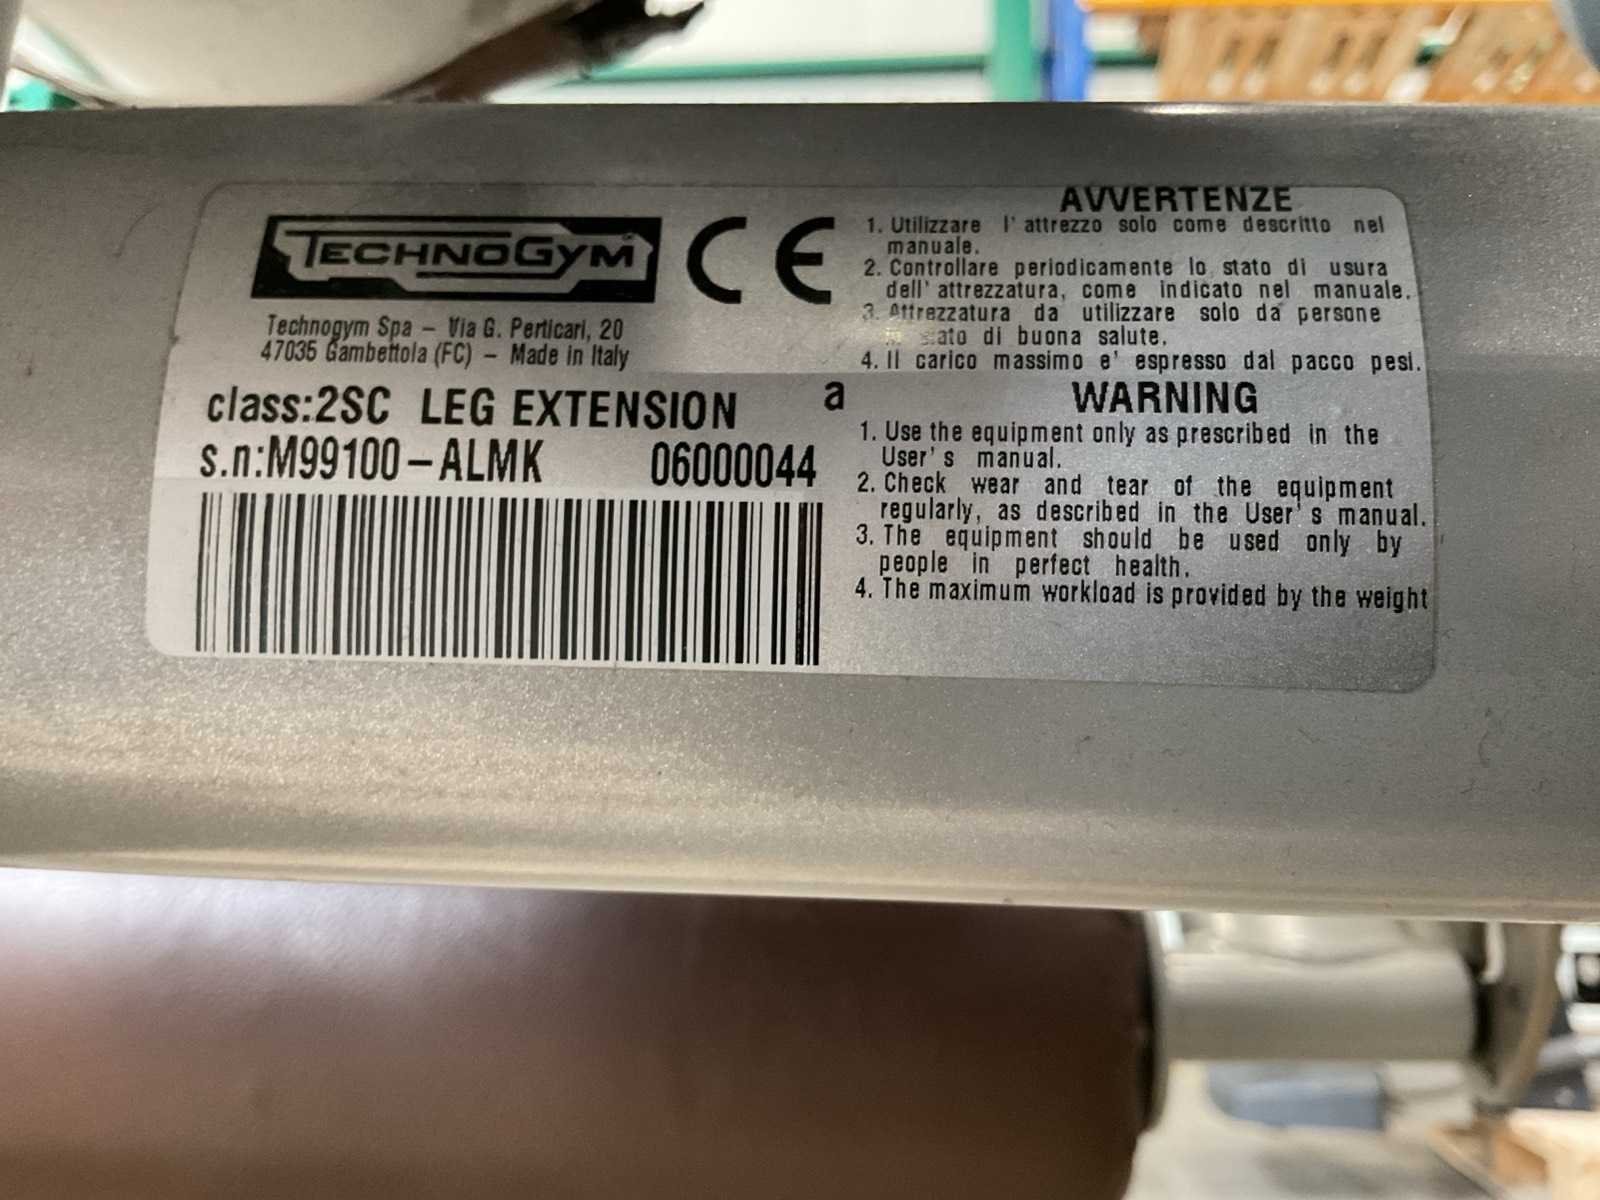 TECHNOGYM®
CE
Technogym Spa – Via G. Perticari, 20
47035 Gambettola (FC) – Made in Italy
class:2SC LEG EXTENSION a
s.n:M99100-ALMK 06000044
AVVERTENZE
1. Utilizzare l' attrezzo solo come descritto nel
manuale.
2. Controllare periodicamente lo stato di usura
dell' attrezzatura, come indicato nel manuale.
3. Attrezzatura da utilizzare solo da persone
di buona salute.
4. Il carico massimo e' espresso dal pacco pesi.
WARNING
1. Use the equipment only as prescribed in the
User' s manual.
2. Check wear and tear of the equipment
regularly, as described in the User' s manual.
3. The equipment should be used only by
people in perfect health.
4. The maximum workload is provided by the weight